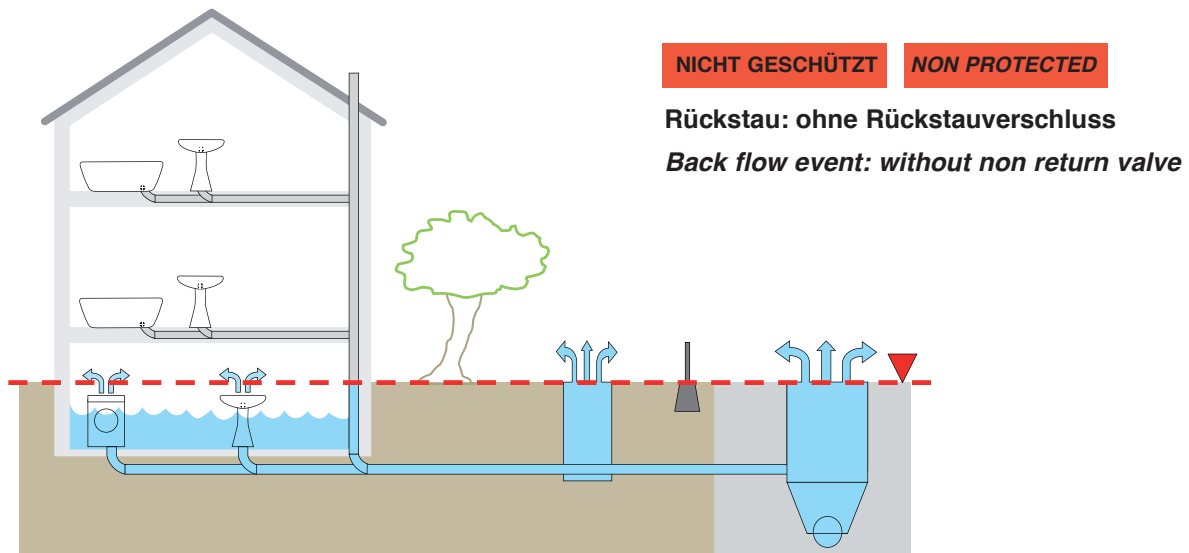 NICHT GESCHÜTZT NON PROTECTED
Rückstau: ohne Rückstauverschluss
Back flow event: without non return valve